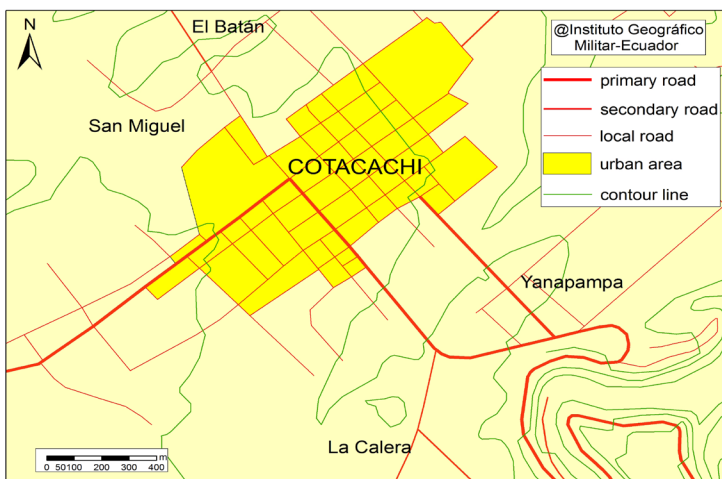 N
El Batán
@Instituto Geográfico
Militar-Ecuador
primary road
secondary road
local road
urban area
contour line
San Miguel
COTACACHI
Yanapampa
La Calera
m
0 50100 200 300 400